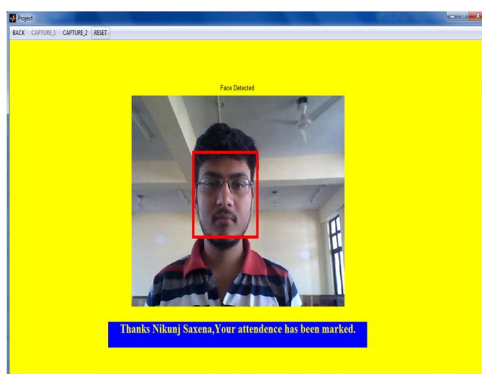 Project
BACK CAPTURE_1 CAPTURE_2 RESET
Face Detected
Thanks Nikunj Saxena,Your attendence has been marked.